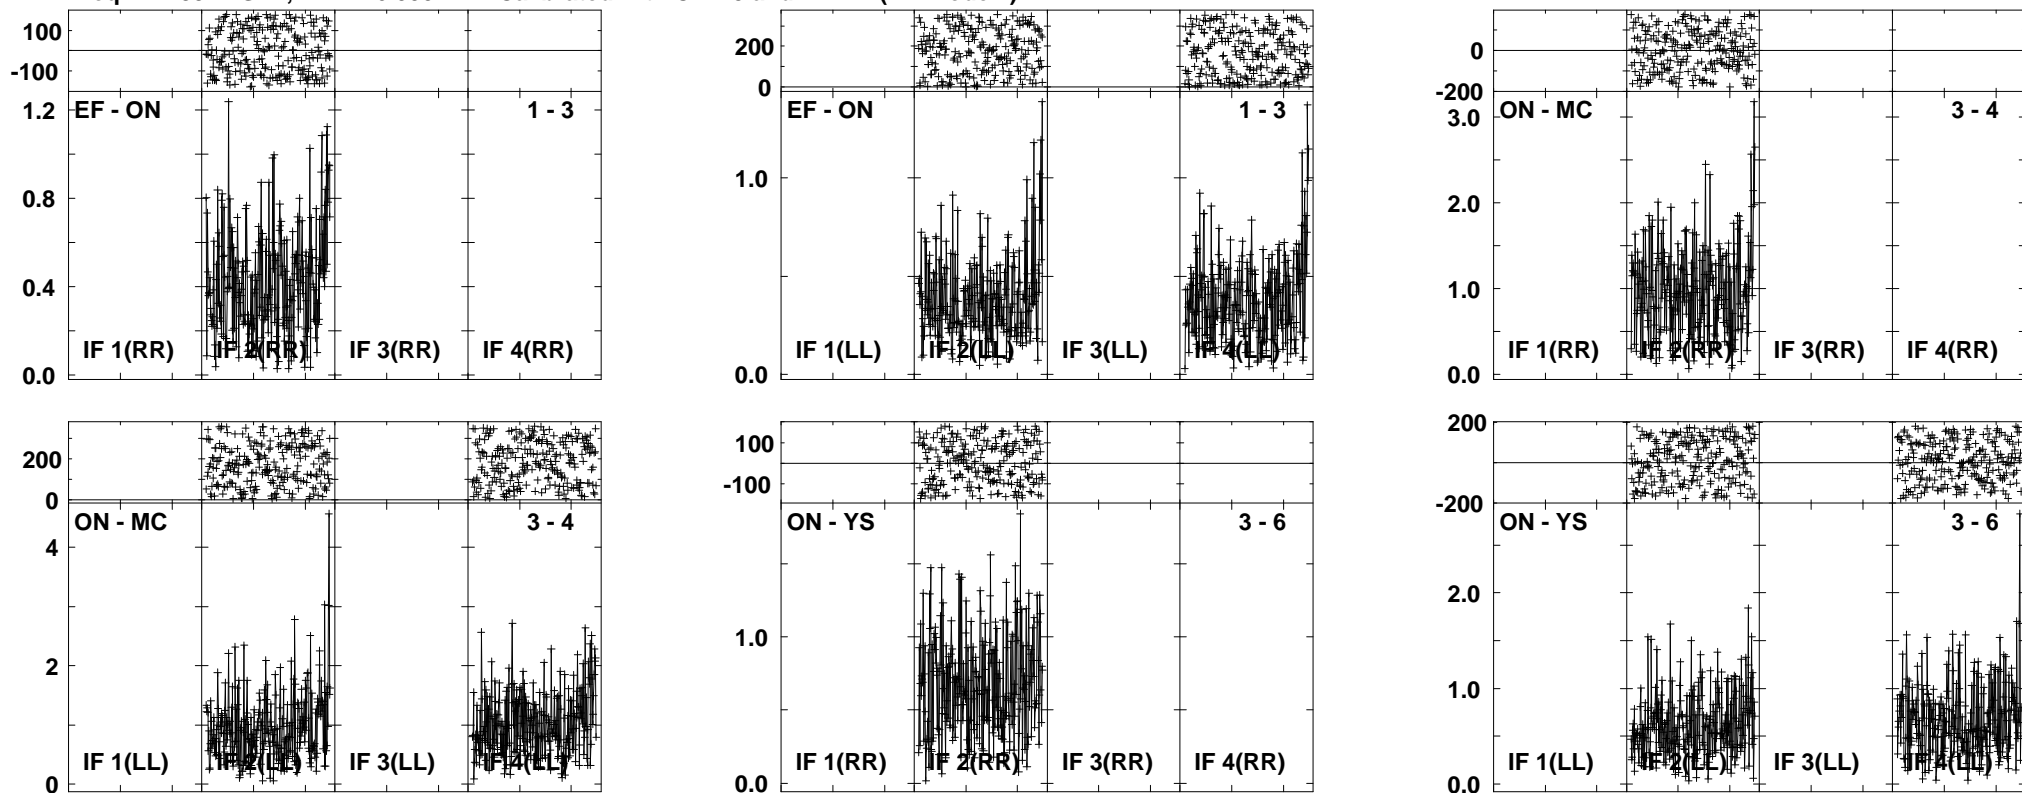 100
-100
1.2
0.8
0.4
0.0
EF - ON
1 - 3
IF 1(RR)
IF 2(RR)
IF 3(RR)
IF 4(RR)
200
0
1.0
0.0
EF - ON
1 - 3
IF 1(LL)
IF 2(LL)
IF 3(LL)
IF 4(LL)
0
-200
3.0
2.0
1.0
0.0
ON - MC
3 - 4
IF 1(RR)
IF 2(RR)
IF 3(RR)
IF 4(RR)
200
0
4
2
0
ON - MC
3 - 4
IF 1(LL)
IF 2(LL)
IF 3(LL)
IF 4(LL)
100
-100
1.0
0.0
ON - YS
3 - 6
IF 1(RR)
IF 2(RR)
IF 3(RR)
IF 4(RR)
200
-200
2.0
1.0
0.0
ON - YS
3 - 6
IF 1(LL)
IF 2(LL)
IF 3(LL)
IF 4(LL)